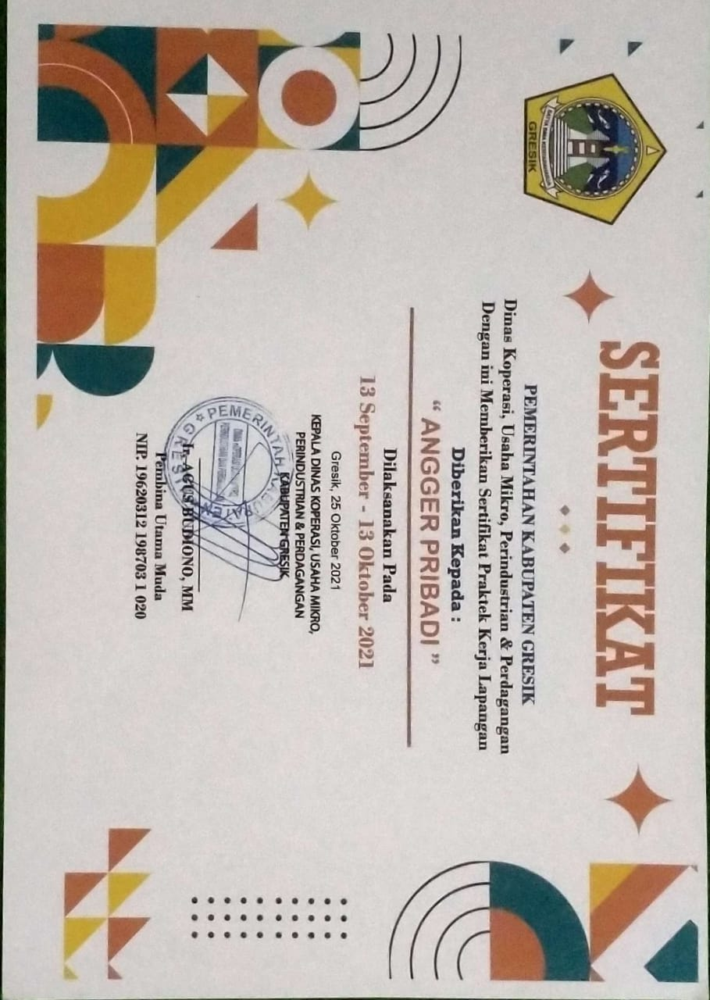 GRESIK
SERTIFIKAT
PEMERINTAHAN KABUPATEN GRESIK
Dinas Koperasi, Usaha Mikro, Perindustrian & Perdagangan
Dengan ini Memberikan Sertifikat Praktek Kerja Lapangan
Diberikan Kepada :
“ ANGGER PRIBADI ”
Dilaksanakan Pada
13 September - 13 Oktober 2021
Gresik, 25 Oktober 2021
KEPALA DINAS KOPERASI, USAHA MIKRO,
PERINDUSTRIAN & PERDAGANGAN
KABUPATEN GRESIK
PEMERINTAH
Ir. AGUS BUDIONO, MM
Pembina Utama Muda
NIP. 19620312 198703 1 020